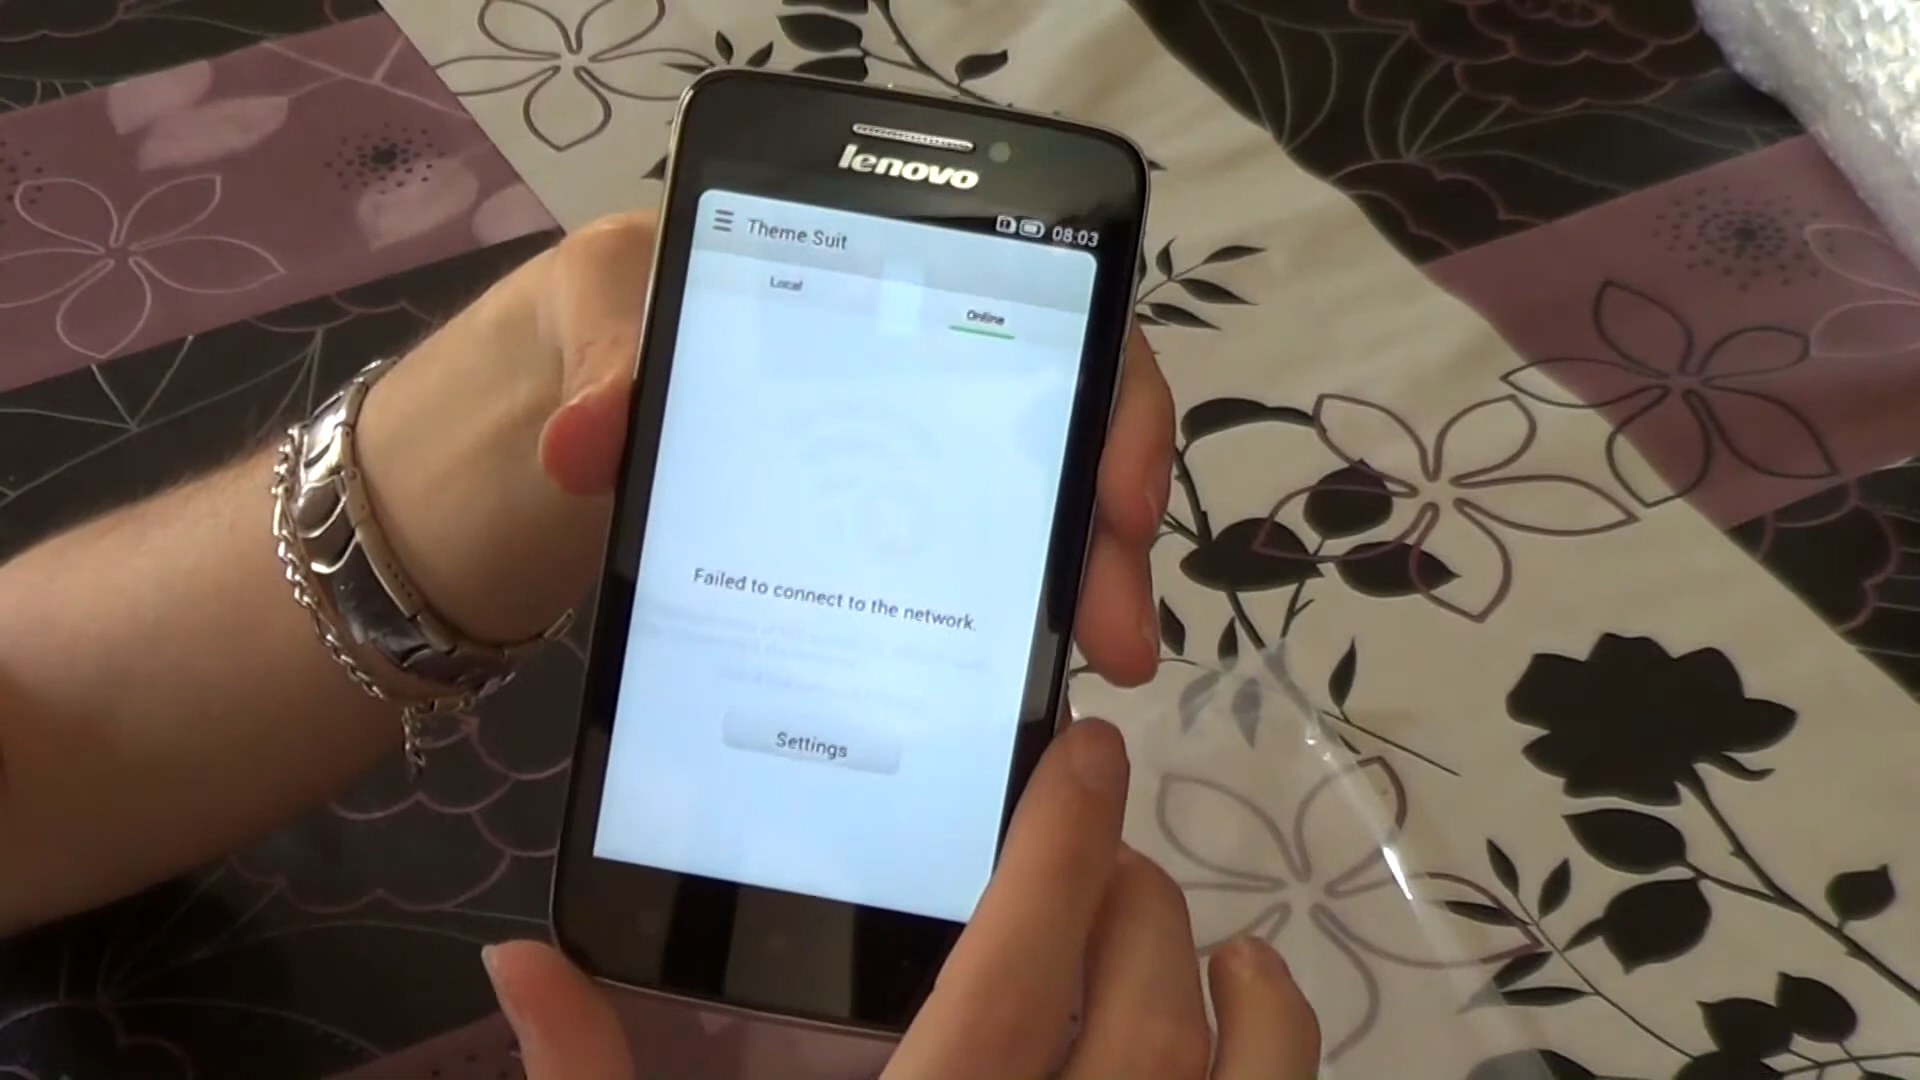 lenovo
08:03
Theme Suit
Local
Online
Failed to connect to the network.
Settings